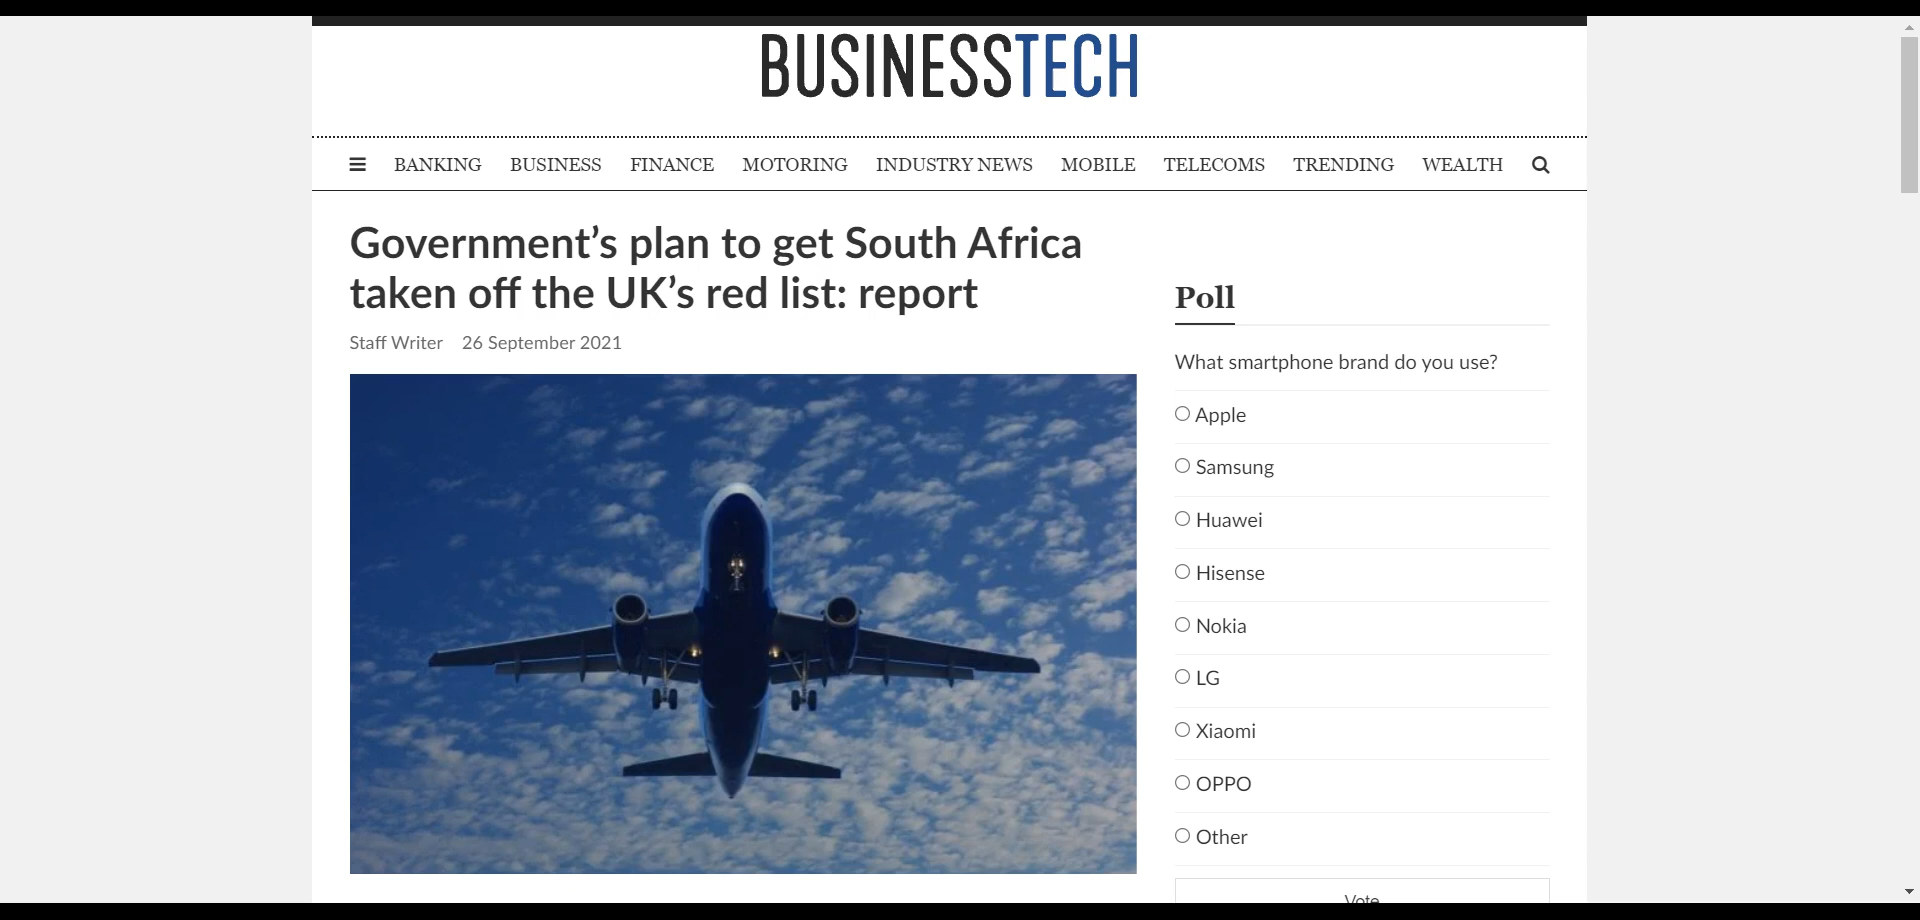 BUSINESSTECH
BANKING BUSINESS FINANCE MOTORING INDUSTRY NEWS MOBILE TELECOMS TRENDING WEALTH
Government’s plan to get South Africa
taken off the UK’s red list: report
Staff Writer 26 September 2021
Poll
What smartphone brand do you use?
Apple
Samsung
Huawei
Hisense
Nokia
LG
Xiaomi
OPPO
Other
Vote